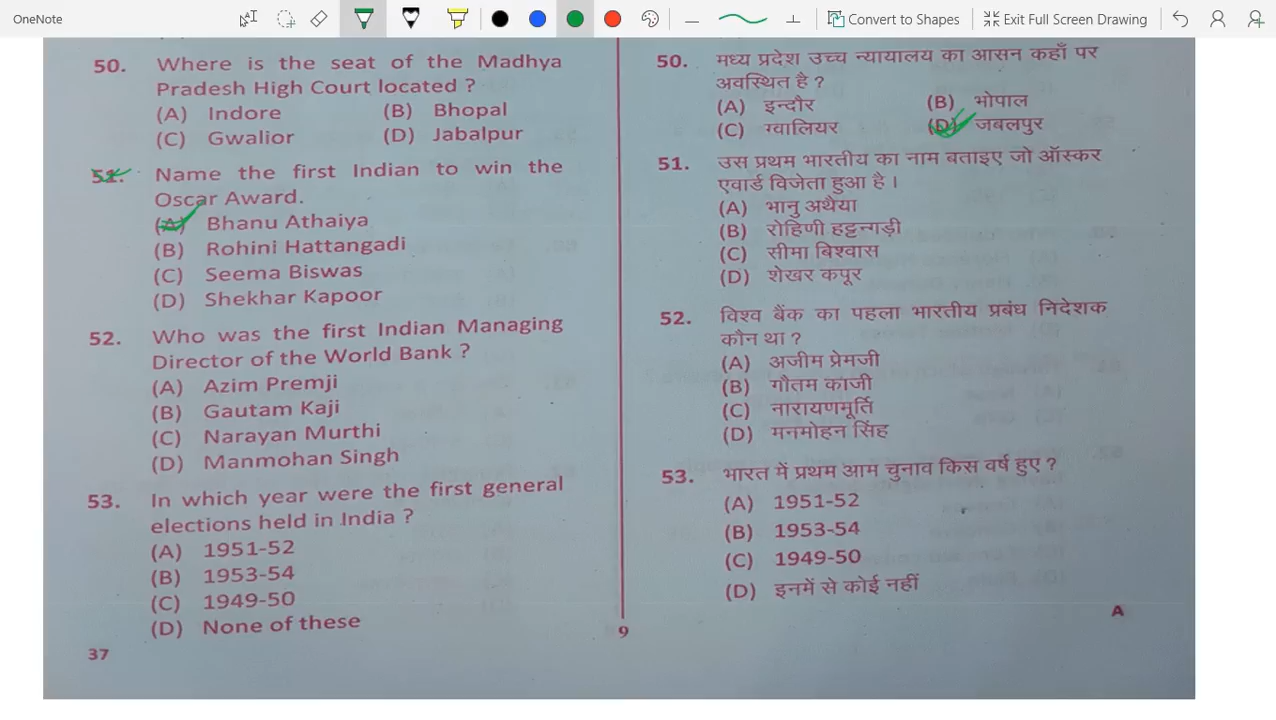 OneNote
Convert to Shapes
Exit Full Screen Drawing
50. Where is the seat of the Madhya
Pradesh High Court located ?
(A) Indore (B) Bhopal
(C) Gwalior (D) Jabalpur
51. Name the first Indian to win the
Oscar Award.
(A) Bhanu Athaiya
(B) Rohini Hattangadi
(C) Seema Biswas
(D) Shekhar Kapoor
52. Who was the first Indian Managing
Director of the World Bank ?
(A) Azim Premji
(B) Gautam Kaji
(C) Narayan Murthi
(D) Manmohan Singh
53. In which year were the first general
elections held in India ?
(A) 1951-52
(B) 1953-54
(C) 1949-50
(D) None of these
37
50. मध्य प्रदेश उच्च न्यायालय का आसन कहाँ पर
अवस्थित है ?
(A) इन्दौर (B) भोपाल
(C) ग्वालियर (D) जबलपुर
51. उस प्रथम भारतीय का नाम बताइए जो ऑस्कर
एवार्ड विजेता हुआ है ।
(A) भानु अथैया
(B) रोहिणी हट्टन्गड़ी
(C) सीमा बिश्वास
(D) शेखर कपूर
52. विश्व बैंक का पहला भारतीय प्रबंध निदेशक
कौन था ?
(A) अजीम प्रेमजी
(B) गौतम काजी
(C) नारायणमूर्ति
(D) मनमोहन सिंह
53. भारत में प्रथम आम चुनाव किस वर्ष हुए ?
(A) 1951-52
(B) 1953-54
(C) 1949-50
(D) इनमें से कोई नहीं
9
A